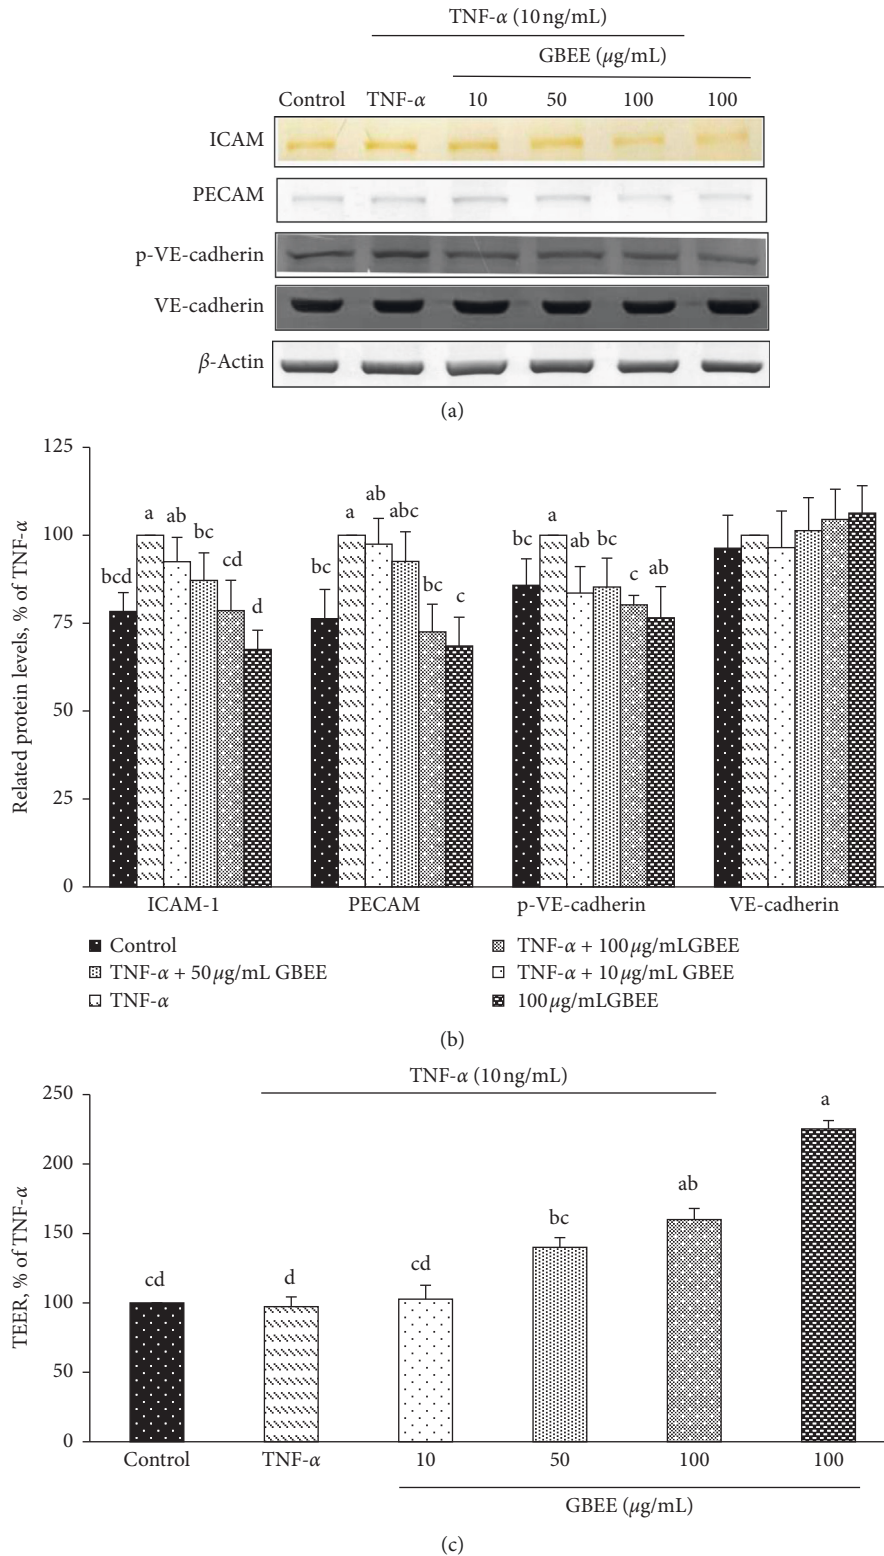 TNF-α (10 ng/mL)
GBEE (μg/mL)
Control TNF-α 10 50 100 100
ICAM
PECAM
p-VE-cadherin
VE-cadherin
β-Actin
(a)
125
100
75
50
25
0
Related protein levels, % of TNF-α
bcd a ab bc cd d
bc a ab abc bc c
bc a ab bc c ab
ICAM-1 PECAM p-VE-cadherin VE-cadherin
Control
TNF-α + 50 μg/mL GBEE
TNF-α
TNF-α + 100 μg/mLGBEE
TNF-α + 10 μg/mL GBEE
100 μg/mLGBEE
(b)
TNF-α (10 ng/mL)
250
200
150
100
50
0
TEER, % of TNF-α
cd d cd bc ab a
Control TNF-α 10 50 100 100
GBEE (μg/mL)
(c)